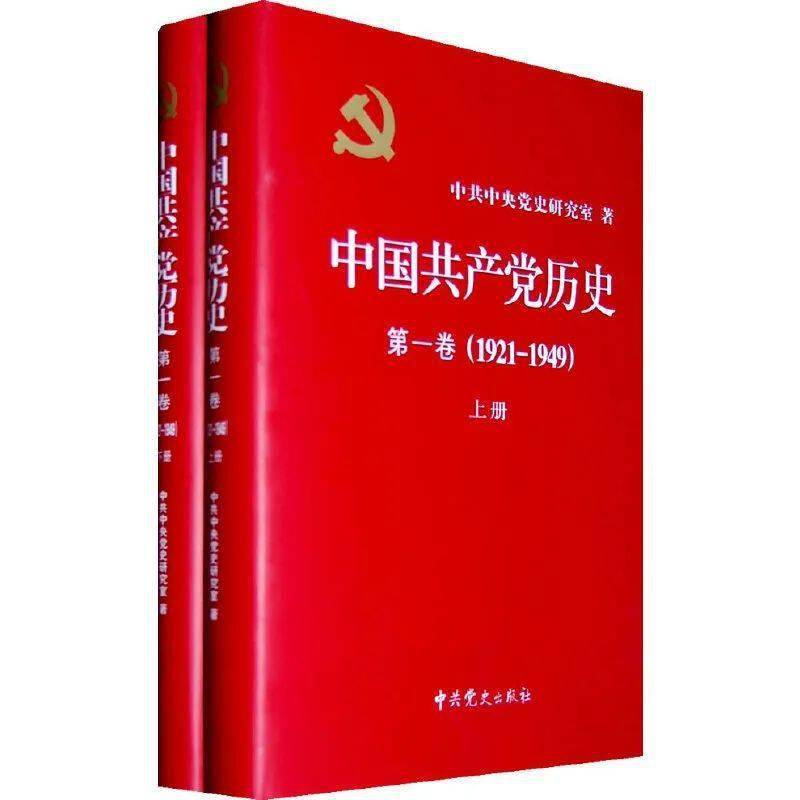 中共中央党史研究室 著
中国共产党历史
第一卷 (1921-1949)
上册
中共党史出版社
中国共产党历史
第一卷
上册
中共中央党史研究室 著
中国共产党历史
第一卷
下册
中共中央党史研究室 著